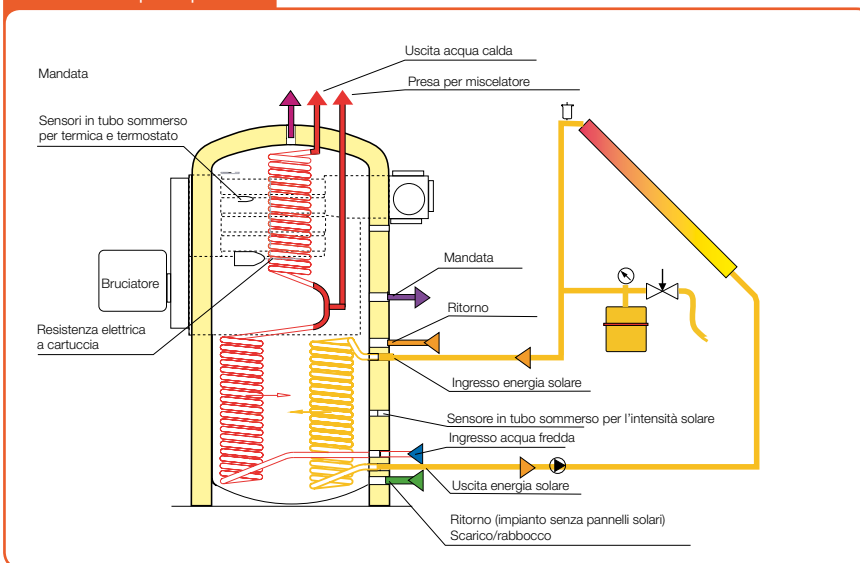 Uscita acqua calda
Mandata
Presa per miscelatore
Sensori in tubo sommerso
per termica e termostato
Mandata
Bruciatore
Ritorno
Resistenza elettrica
a cartuccia
Ingresso energia solare
Sensore in tubo sommerso per l'intensità solare
Ingresso acqua fredda
Uscita energia solare
Ritorno (impianto senza pannelli solari)
Scarico/rabbocco